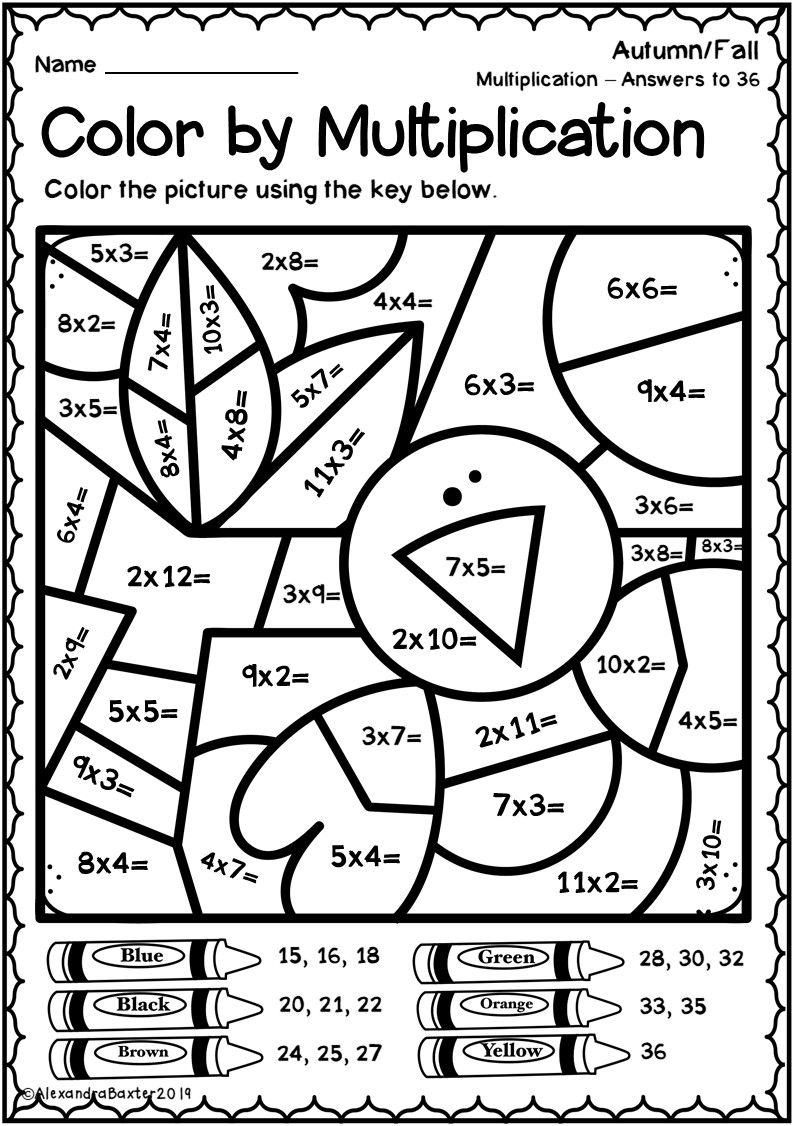 Autumn/Fall
Name
Multiplication – Answers to 36
Color by Multiplication
Color the picture using the key below.
5x3=
2x8=
6x6=
4x4=
8x2=
7x4=
10x3=
9x4=
5x7=
6x3=
3x5=
8x4=
4x8=
11x3=
6x4=
3x6=
3x8=
8x3=
2x12=
7x5=
3x9=
2x10=
2x9=
9x2=
10x2=
5x5=
3x7=
2x11=
4x5=
9x3=
7x3=
8x4=
4x7=
5x4=
11x2=
3x10=
Blue 15, 16, 18
Green 28, 30, 32
Black 20, 21, 22
Orange 33, 35
Brown 24, 25, 27
Yellow 36
©AlexandraBaxter2019